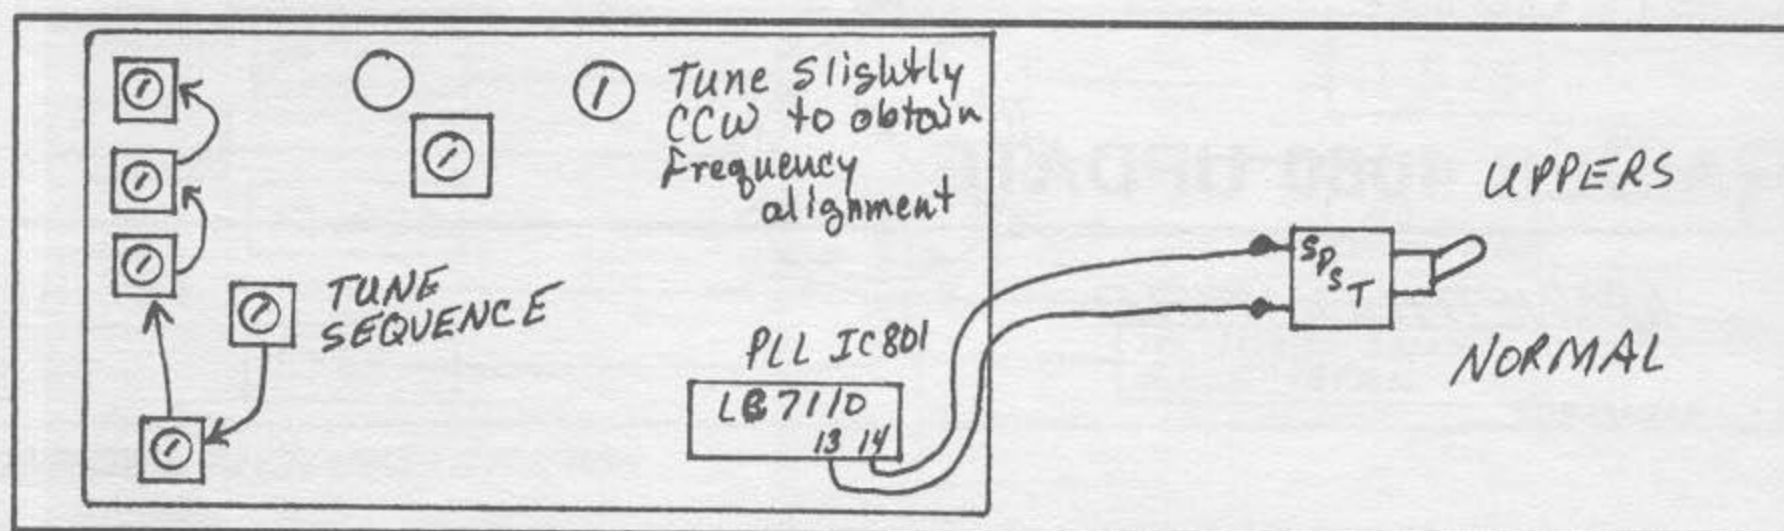 Tune Slightly
CCW to obtain
Frequency
alignment
UPPERS
SPST
TUNE
SEQUENCE
PLL IC801
NORMAL
LB7110
13 14